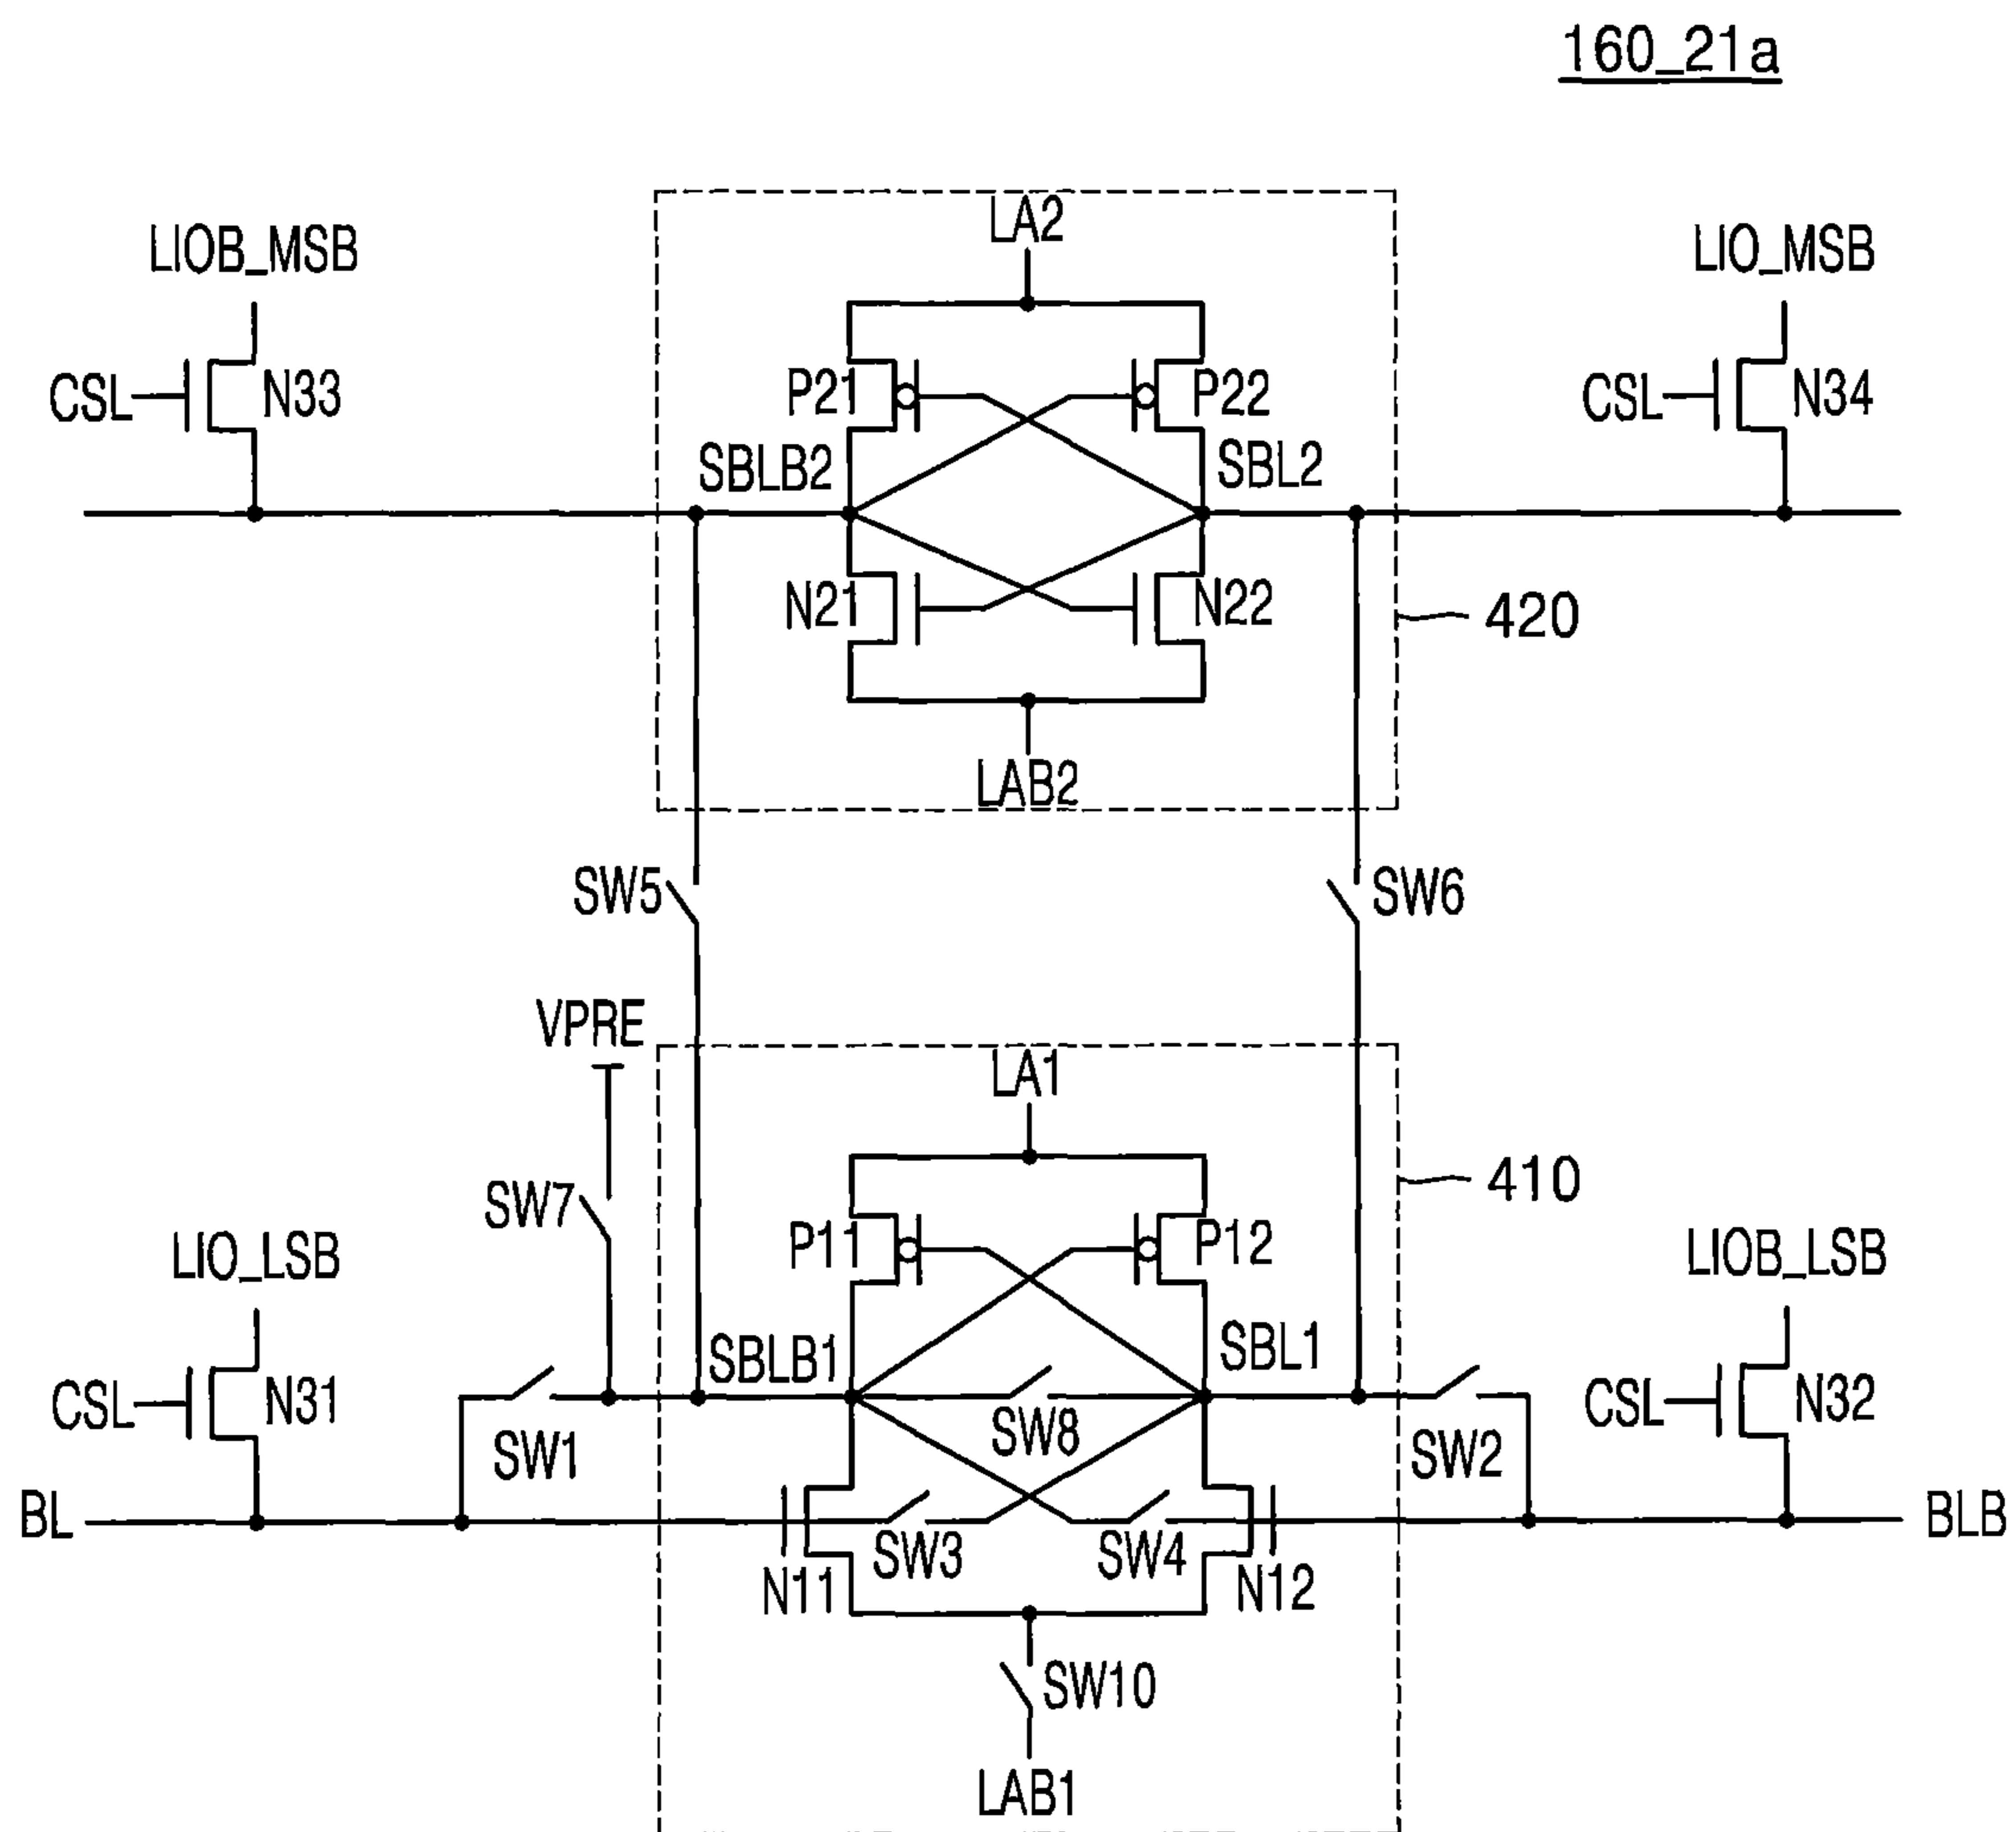 160_21a
LA2
LIOB_MSB
LIO_MSB
CSL
N33
P21
P22
CSL
N34
SBLB2
SBL2
N21
N22
420
LAB2
SW5
SW6
VPRE
LA1
410
SW7
P11
P12
LIO_LSB
LIOB_LSB
CSL
N31
SBLB1
SBL1
CSL
N32
SW1
SW8
SW2
BL
BLB
SW3
SW4
N11
N12
SW10
LAB1